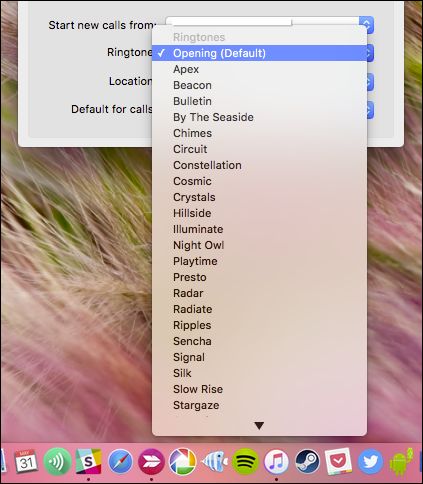 Start new calls from:
Ringtones
Ringtone
Opening (Default)
Location
Apex
Beacon
Bulletin
Default for calls
By The Seaside
Chimes
Circuit
Constellation
Cosmic
Crystals
Hillside
Illuminate
Night Owl
Playtime
Presto
Radar
Radiate
Ripples
Sencha
Signal
Silk
Slow Rise
Stargaze
MAY
31